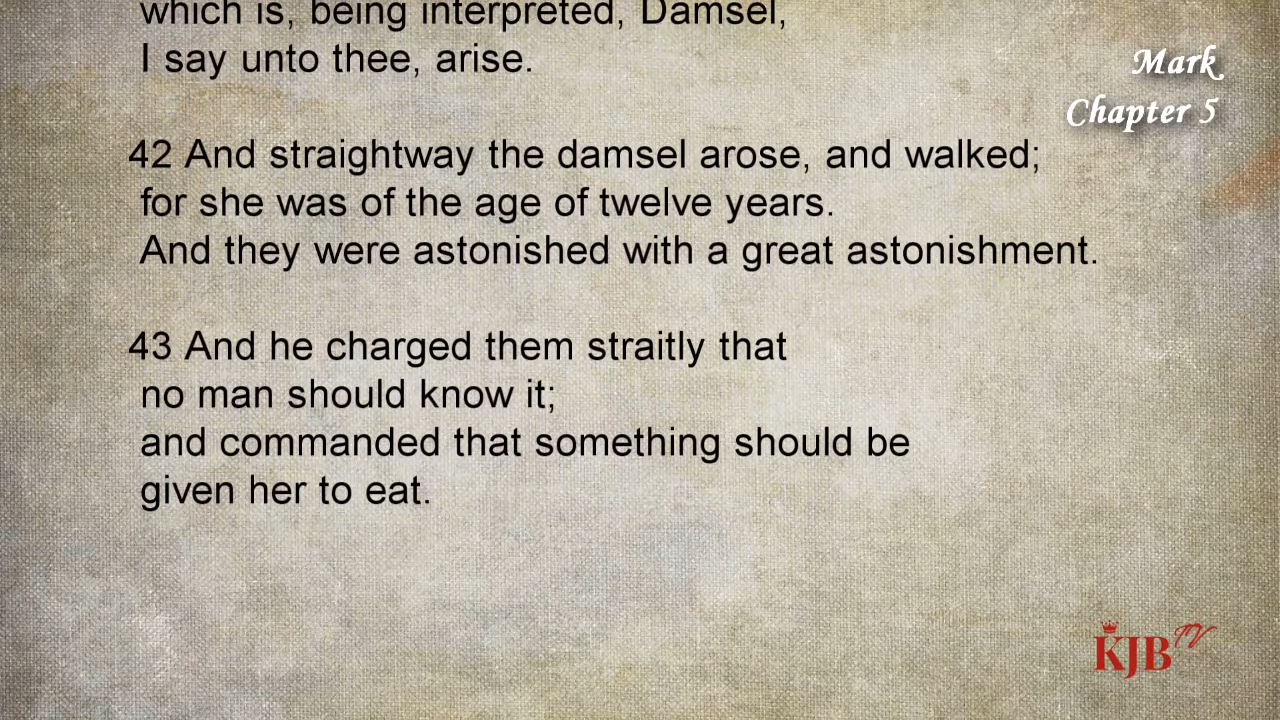 which is, being interpreted, Damsel,
I say unto thee, arise.
Mark
Chapter 5
42 And straightway the damsel arose, and walked;
for she was of the age of twelve years.
And they were astonished with a great astonishment.
43 And he charged them straitly that
no man should know it;
and commanded that something should be
given her to eat.
KJB TV